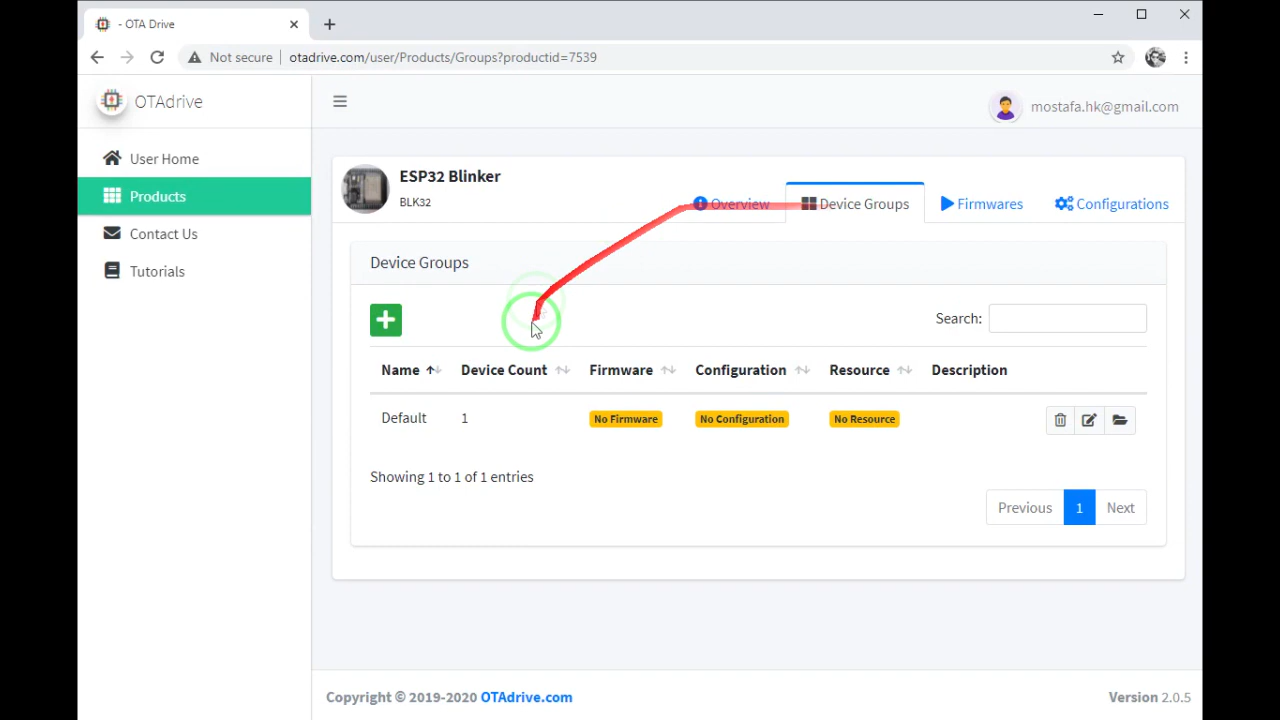 - OTA Drive
Not secure | otadrive.com/user/Products/Groups?productid=7539
OTAdrive
mostafa.hk@gmail.com
User Home
Products
Contact Us
Tutorials
ESP32 Blinker
BLK32
Overview Device Groups Firmwares Configurations
Device Groups
Search:
Name Device Count Firmware Configuration Resource Description
Default 1 No Firmware No Configuration No Resource
Showing 1 to 1 of 1 entries
Previous 1 Next
Copyright © 2019-2020 OTAdrive.com
Version 2.0.5